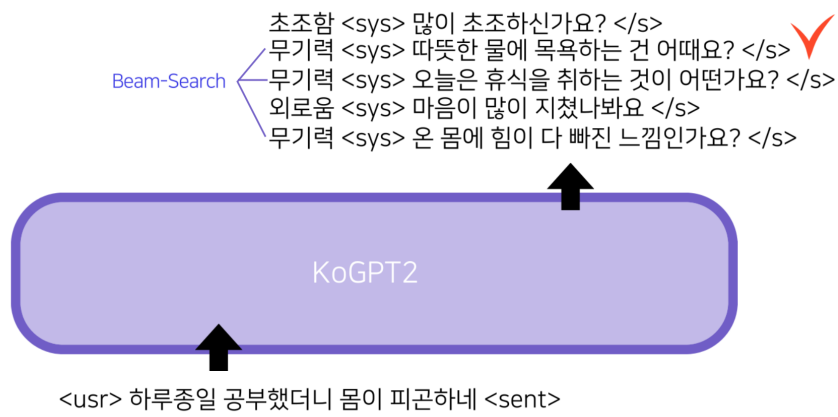 초조함 <sys> 많이 초조하신가요? </s>
무기력 <sys> 따뜻한 물에 목욕하는 건 어때요? </s>
Beam-Search
무기력 <sys> 오늘은 휴식을 취하는 것이 어떤가요? </s>
외로움 <sys> 마음이 많이 지쳤나봐요 </s>
무기력 <sys> 온 몸에 힘이 다 빠진 느낌인가요? </s>
KoGPT2
<usr> 하루종일 공부했더니 몸이 피곤하네 <sent>